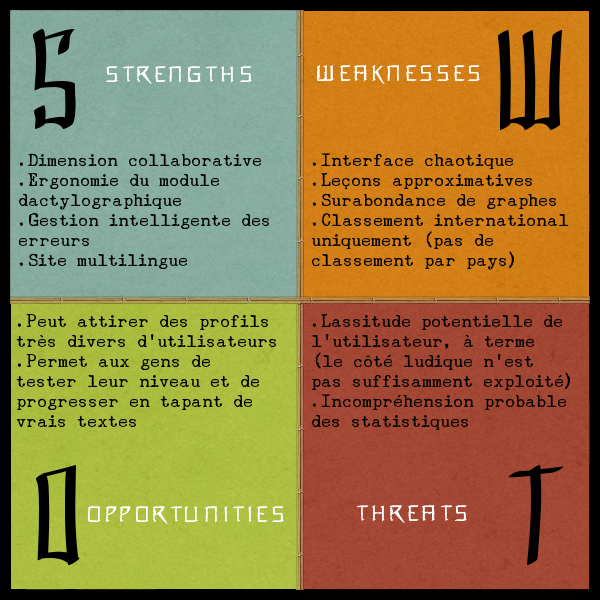 S STRENGTHS
.Dimension collaborative
.Ergonomie du module
dactylographique
.Gestion intelligente des
erreurs
.Site multilingue
WEAKNESSES W
.Interface chaotique
.Leçons approximatives
.Surabondance de graphes
.Classement international
uniquement (pas de
classement par pays)
.Peut attirer des profils
très divers d'utilisateurs
.Permet aux gens de
tester leur niveau et de
progresser en tapant de
vrais textes
O OPPORTUNITIES
.Lassitude potentielle de
l'utilisateur, à terme
(le côté ludique n'est
pas suffisamment exploité)
.Incompréhension probable
des statistiques
THREATS T